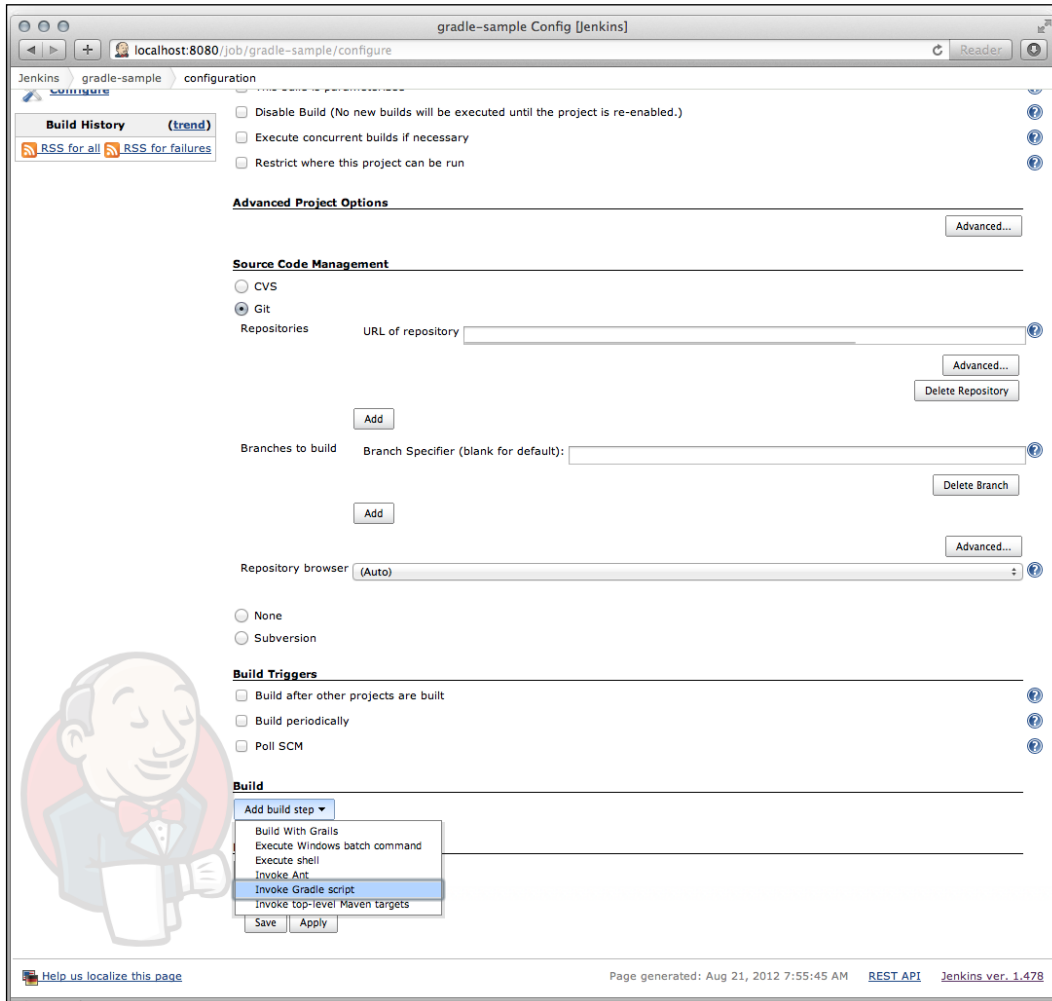 gradle-sample Config [Jenkins]
localhost:8080/job/gradle-sample/configure
Reader
Jenkins gradle-sample configuration
Configure
Build History (trend)
RSS for all RSS for failures
This build is parameterized
Disable Build (No new builds will be executed until the project is re-enabled.)
Execute concurrent builds if necessary
Restrict where this project can be run
Advanced Project Options
Advanced...
Source Code Management
CVS
Git
Repositories URL of repository
Advanced...
Delete Repository
Add
Branches to build Branch Specifier (blank for default):
Delete Branch
Add
Advanced...
Repository browser (Auto)
None
Subversion
Build Triggers
Build after other projects are built
Build periodically
Poll SCM
Build
Add build step
Build With Grails
Execute Windows batch command
Execute shell
Invoke Ant
Invoke Gradle script
Invoke top-level Maven targets
Save Apply
Help us localize this page Page generated: Aug 21, 2012 7:55:45 AM REST API Jenkins ver. 1.478